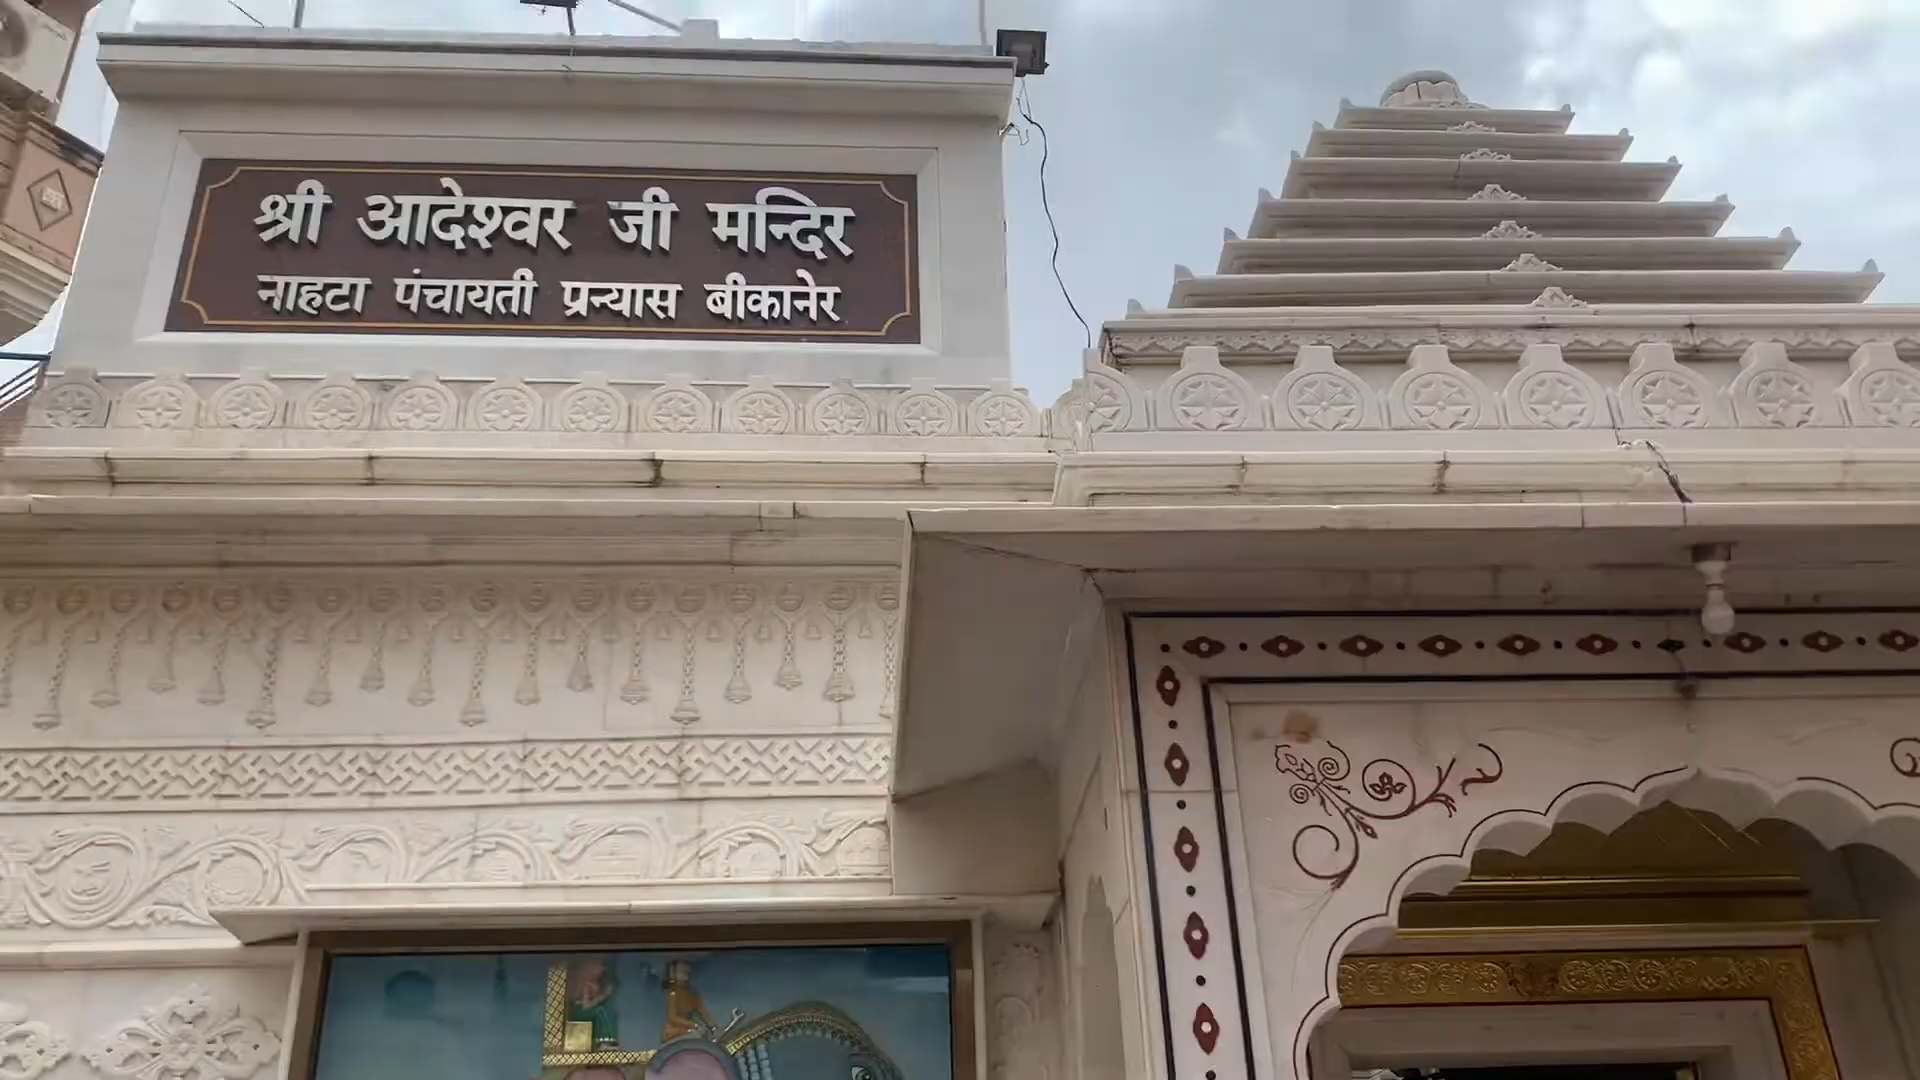 श्री आदेश्वर जी मन्दिर
नाहटा पंचायती प्रन्यास बीकानेर